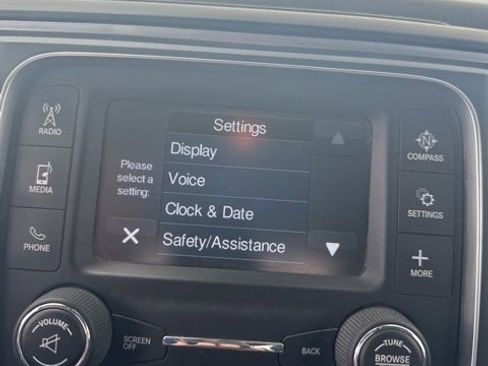 RADIO
MEDIA
PHONE
Settings
Please
select a
setting:
Display
Voice
Clock & Date
Safety/Assistance
N
COMPASS
SETTINGS
MORE
VOLUME
SCREEN
OFF
BACK
TUNE
BROWSE